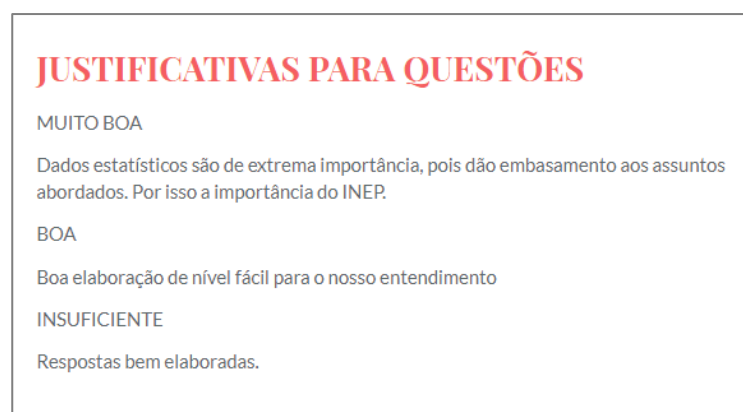 JUSTIFICATIVAS PARA QUESTÕES
MUITO BOA
Dados estatísticos são de extrema importância, pois dão embasamento aos assuntos
abordados. Por isso a importância do INEP.
BOA
Boa elaboração de nível fácil para o nosso entendimento
INSUFICIENTE
Respostas bem elaboradas.